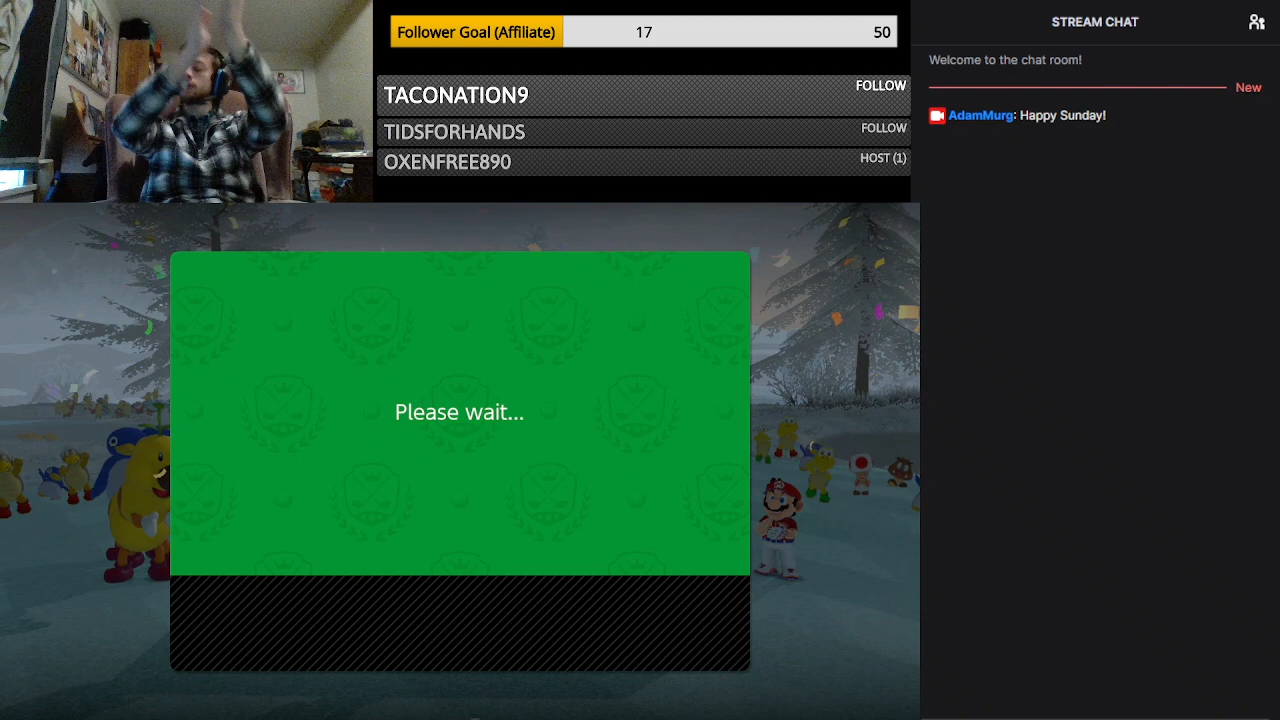 Follower Goal (Affiliate) 17 50
TACONATION9 FOLLOW
TIDSFORHANDS FOLLOW
OXENFREE890 HOST (1)
STREAM CHAT
Welcome to the chat room!
New
AdamMurg: Happy Sunday!
Please wait...